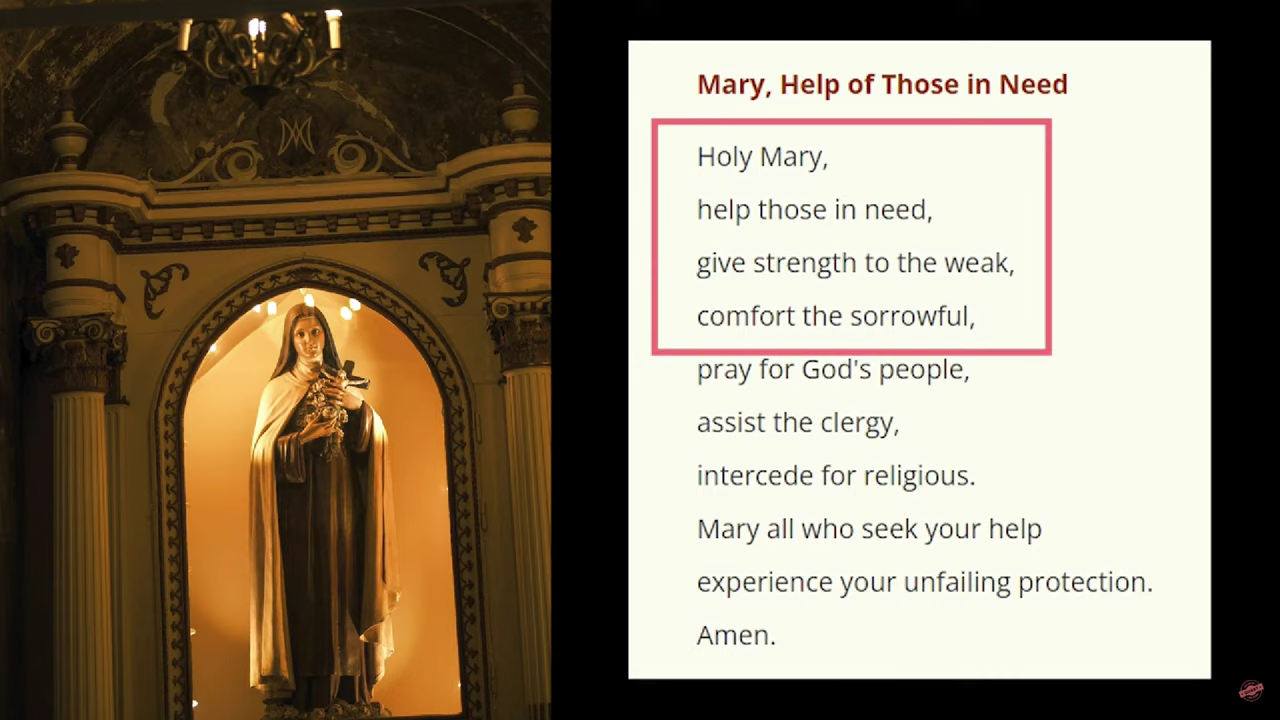 Mary, Help of Those in Need
Holy Mary,
help those in need,
give strength to the weak,
comfort the sorrowful,
pray for God's people,
assist the clergy,
intercede for religious.
Mary all who seek your help
experience your unfailing protection.
Amen.